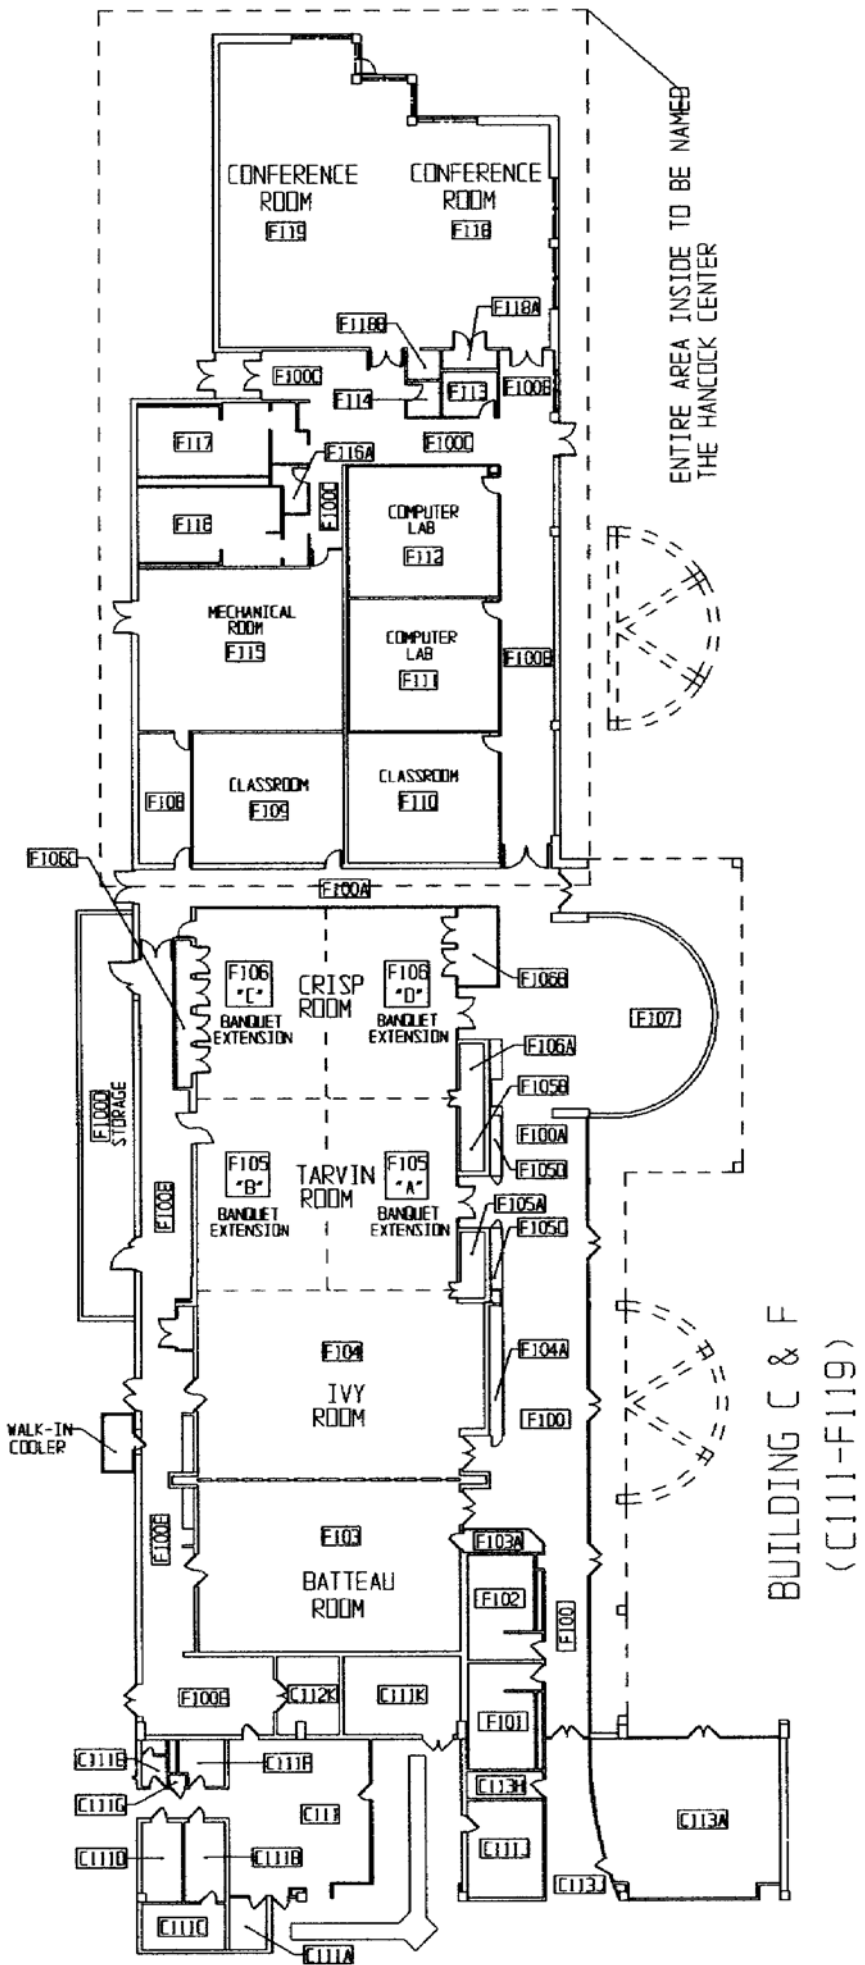 CONFERENCE
ROOM
F119
CONFERENCE
ROOM
F118
ENTIRE AREA INSIDE TO BE NAMED
THE HANCOCK CENTER
F118B
F118A
F100C
F114
F113
F100B
F117
F116A
F100C
F100C
F116
COMPUTER
LAB
F112
MECHANICAL
ROOM
F115
COMPUTER
LAB
F111
F100B
F108
CLASSROOM
F109
CLASSROOM
F110
F106C
F100A
F106
"C"
BANQUET
EXTENSION
CRISP
ROOM
F106
"D"
BANQUET
EXTENSION
F106B
F107
F106A
F105B
F100D
STORAGE
F100A
F105D
F105
"B"
BANQUET
EXTENSION
TARVIN
ROOM
F105
"A"
BANQUET
EXTENSION
F100E
F105A
F105C
F104
IVY
ROOM
F104A
F100
WALK-IN
COOLER
BUILDING C & F
(C111-F119)
F100E
F103
BATTEAU
ROOM
F103A
F102
F100
F100E
C112K
C111K
F101
C111E
C111F
C111G
C111
C113H
C111J
C113A
C111D
C111B
C113J
C111C
C111A